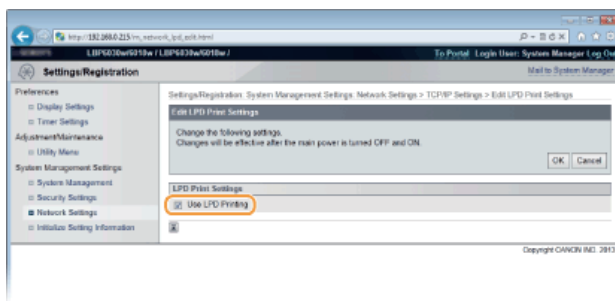 http://192.168.0.215/m_network_lpd_edit.html
LBP6030w/6018w / LBP6030w/6018w /
To Portal Login User: System Manager Log Ou
Settings/Registration
Mail to System Manager
Preferences
Display Settings
Timer Settings
Adjustment/Maintenance
Utility Menu
System Management Settings
System Management
Security Settings
Network Settings
Initialize Setting Information
Settings/Registration: System Management Settings: Network Settings > TCP/IP Settings > Edit LPD Print Settings
Edit LPD Print Settings
Change the following settings.
Changes will be effective after the main power is turned OFF and ON.
OK Cancel
LPD Print Settings
Use LPD Printing
Copyright CANON INC. 2013